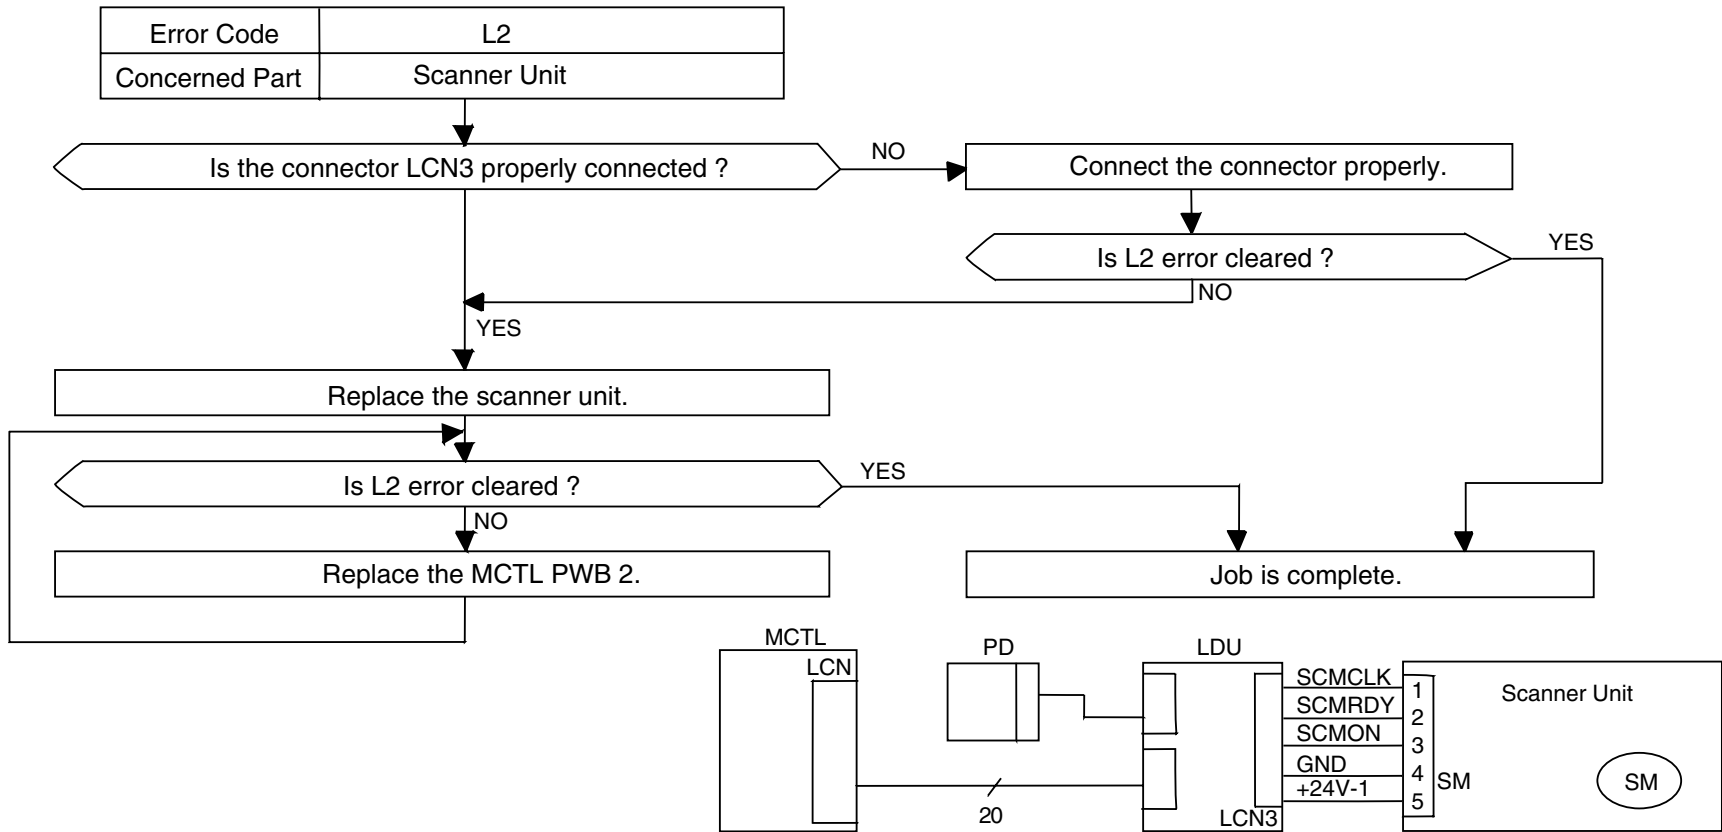 Error Code
L2
Concerned Part
Scanner Unit
Is the connector LCN3 properly connected ?
NO
Connect the connector properly.
Is L2 error cleared ?
YES
NO
YES
Replace the scanner unit.
Is L2 error cleared ?
YES
NO
Replace the MCTL PWB 2.
Job is complete.
MCTL
LCN
20
PD
LDU
LCN3
SCMCLK
SCMRDY
SCMON
GND
+24V-1
1
2
3
4
5
SM
Scanner Unit
SM